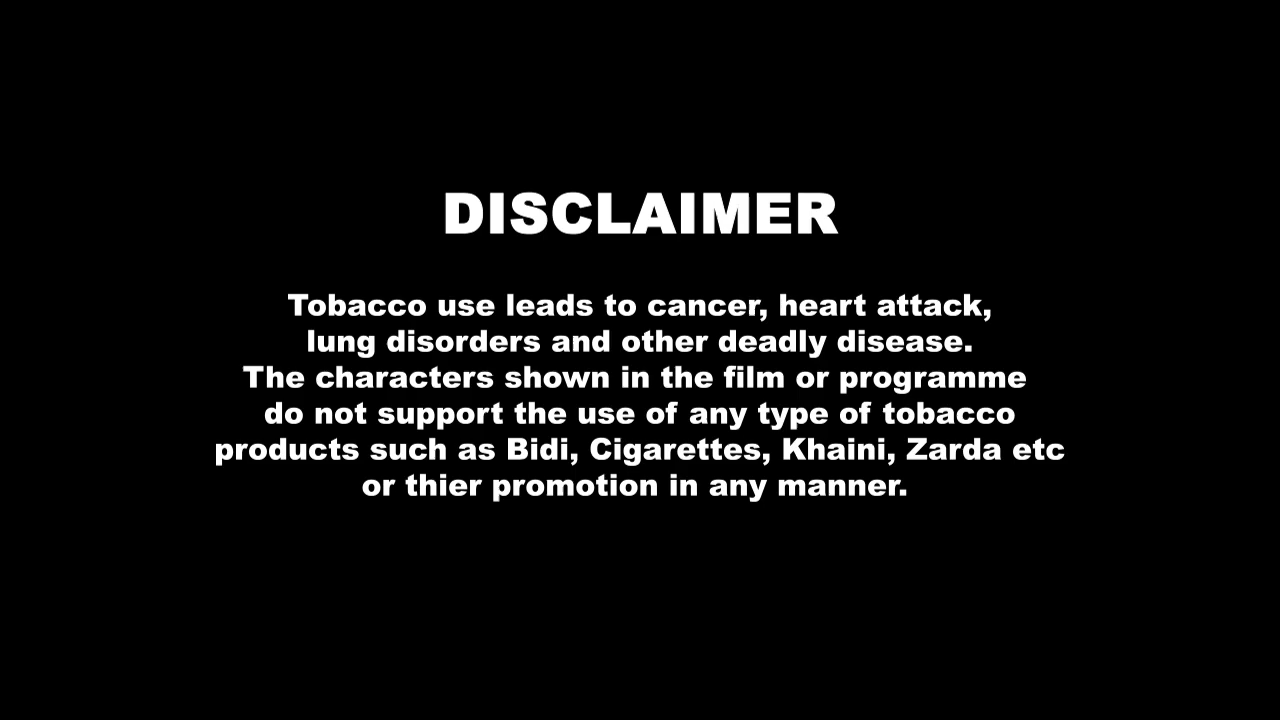 DISCLAIMER
Tobacco use leads to cancer, heart attack,
lung disorders and other deadly disease.
The characters shown in the film or programme
do not support the use of any type of tobacco
products such as Bidi, Cigarettes, Khaini, Zarda etc
or thier promotion in any manner.